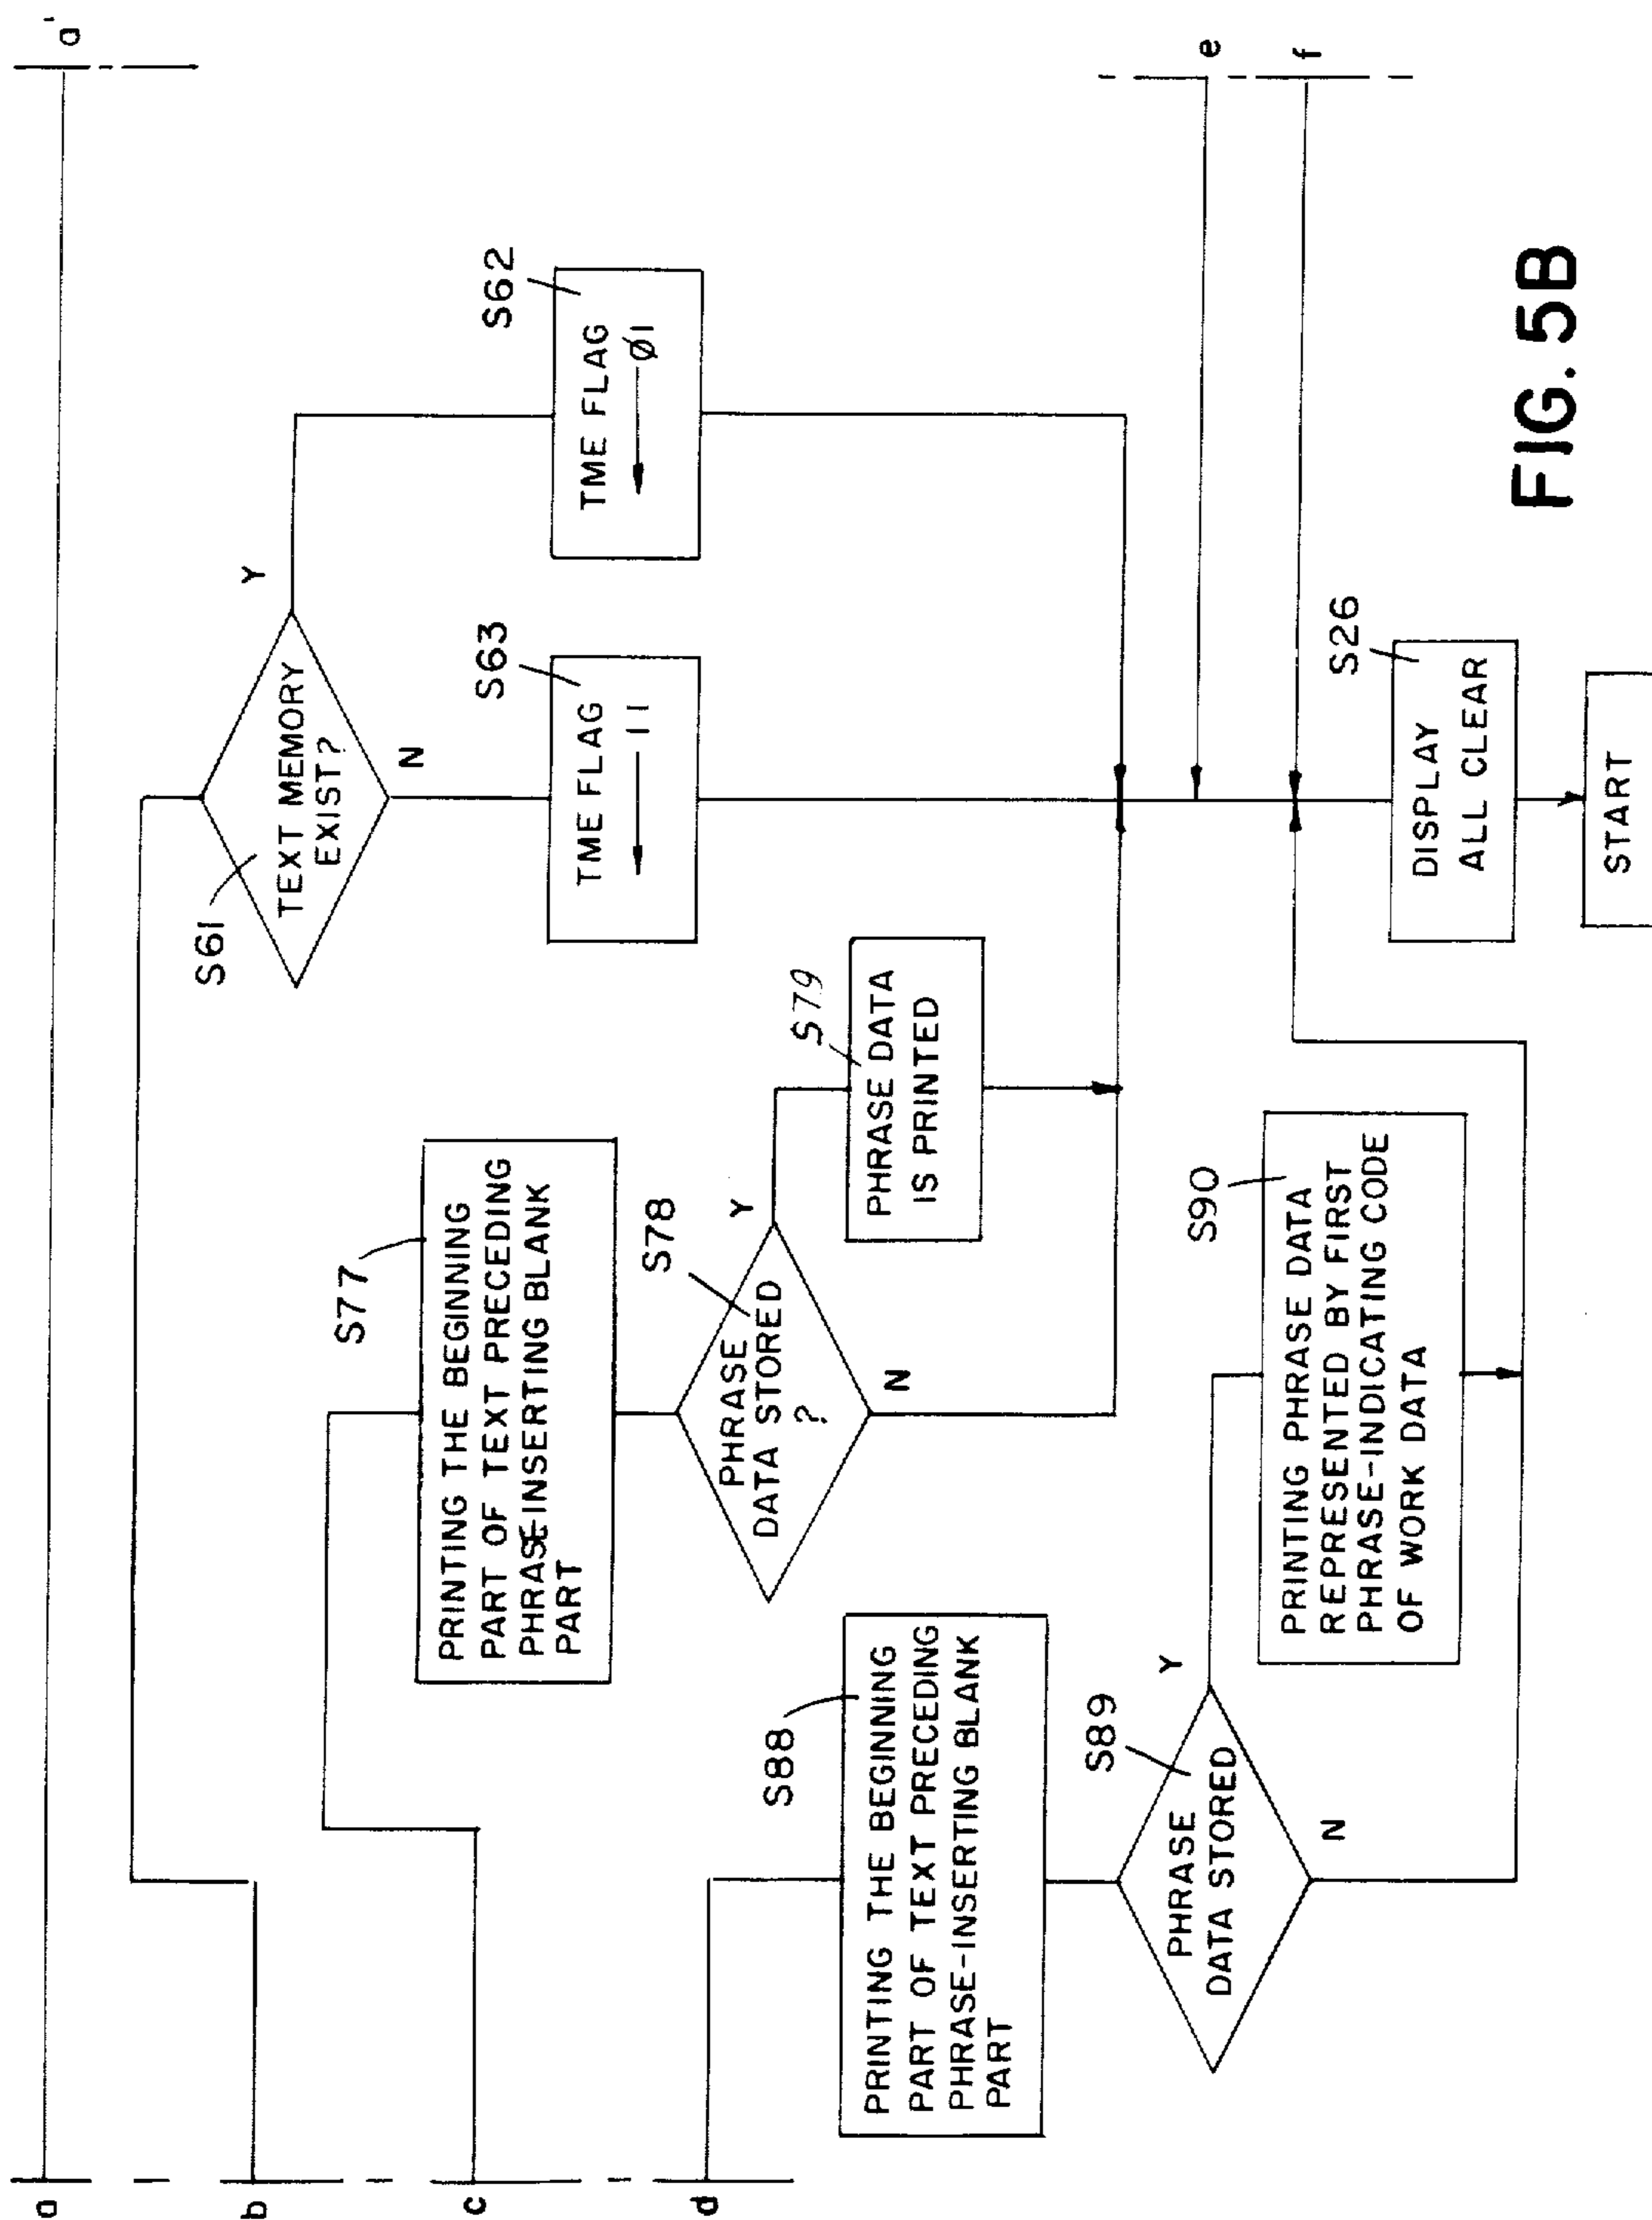 a
a'
b
S61
TEXT MEMORY
EXIST?
Y
N
S63
TME FLAG
← 11
S62
TME FLAG
← Ø1
c
S77
PRINTING THE BEGINNING
PART OF TEXT PRECEDING
PHRASE-INSERTING BLANK
PART
S78
PHRASE
DATA STORED
?
Y
N
S79
PHRASE DATA
IS PRINTED
d
S88
PRINTING THE BEGINNING
PART OF TEXT PRECEDING
PHRASE-INSERTING BLANK
PART
S89
PHRASE
DATA STORED
Y
N
S90
PRINTING PHRASE DATA
REPRESENTED BY FIRST
PHRASE-INDICATING CODE
OF WORK DATA
e
f
S26
DISPLAY
ALL CLEAR
START
FIG. 5B